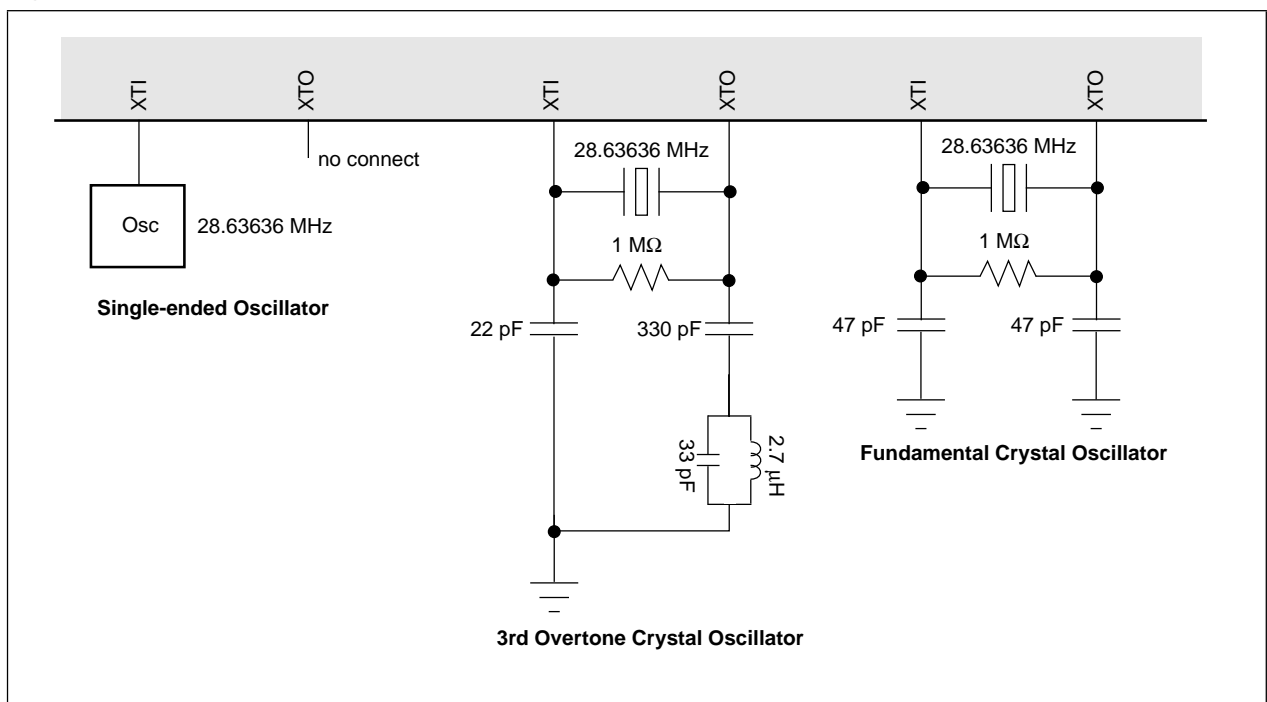 XTI
XTO
XTI
XTO
XTI
XTO
no connect
Osc
28.63636 MHz
Single-ended Oscillator
28.63636 MHz
1 MΩ
22 pF
330 pF
33 pF
2.7 µH
3rd Overtone Crystal Oscillator
28.63636 MHz
1 MΩ
47 pF
47 pF
Fundamental Crystal Oscillator